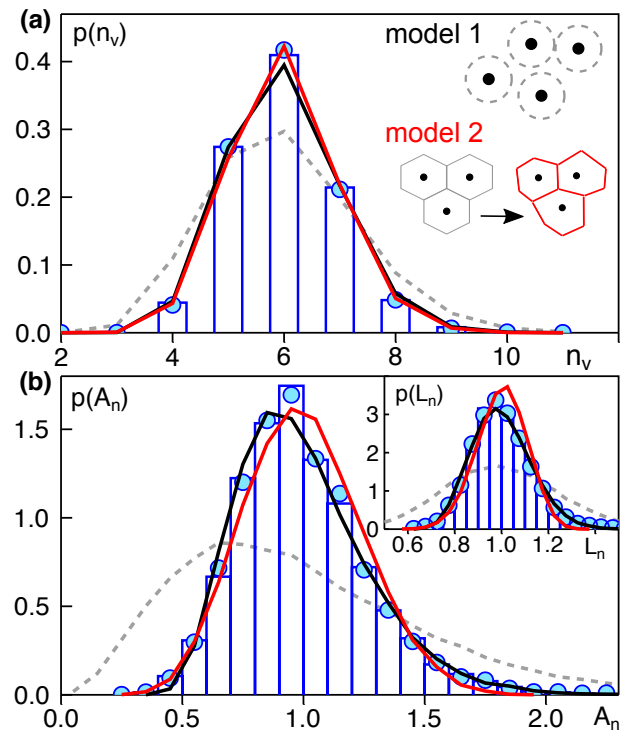 (a) p(n_v) model 1
0.4
0.3
model 2
0.2
0.1
0.0
2 4 6 8 10 n_v
(b) p(A_n) p(L_n)
1.5
3
2
1.0
1
0
0.6 0.8 1.0 1.2 L_n
0.5
0.0
0.0 0.5 1.0 1.5 2.0 A_n